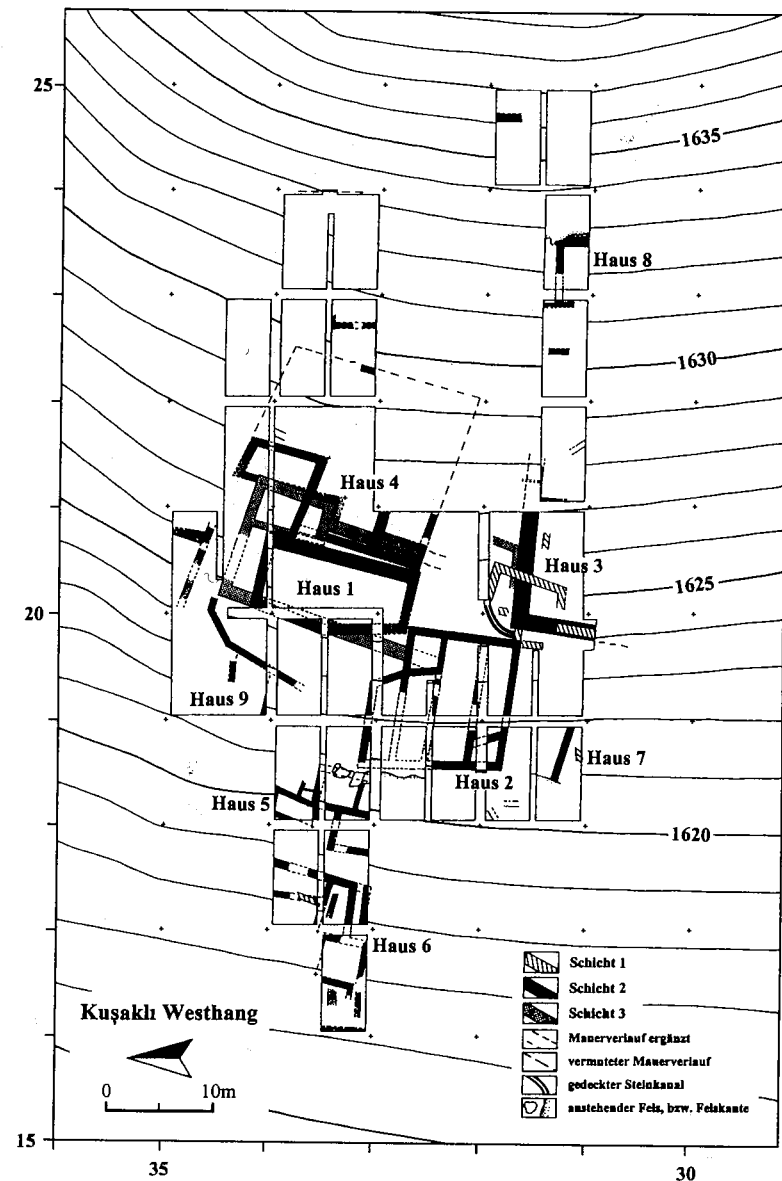 25
1635
Haus 8
1630
Haus 4
Haus 3
1625
20
Haus 1
Haus 9
Haus 2
Haus 7
Haus 5
1620
Haus 6
Kuşaklı Westhang
0 10m
Schicht 1
Schicht 2
Schicht 3
Mauerverlauf ergänzt
vermuteter Mauerverlauf
gedeckter Steinkanal
anstehender Fels, bzw. Felskante
15
35 30